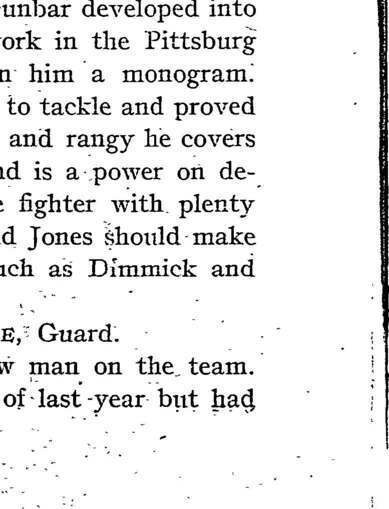 unbar developed into
ork in the Pittsburg
n him a monogram.
to tackle and proved
and rangy he covers
nd is a power on de-
e fighter with plenty
d Jones should make
uch as Dimmick and
E, Guard.
w man on the team.
of last year but had